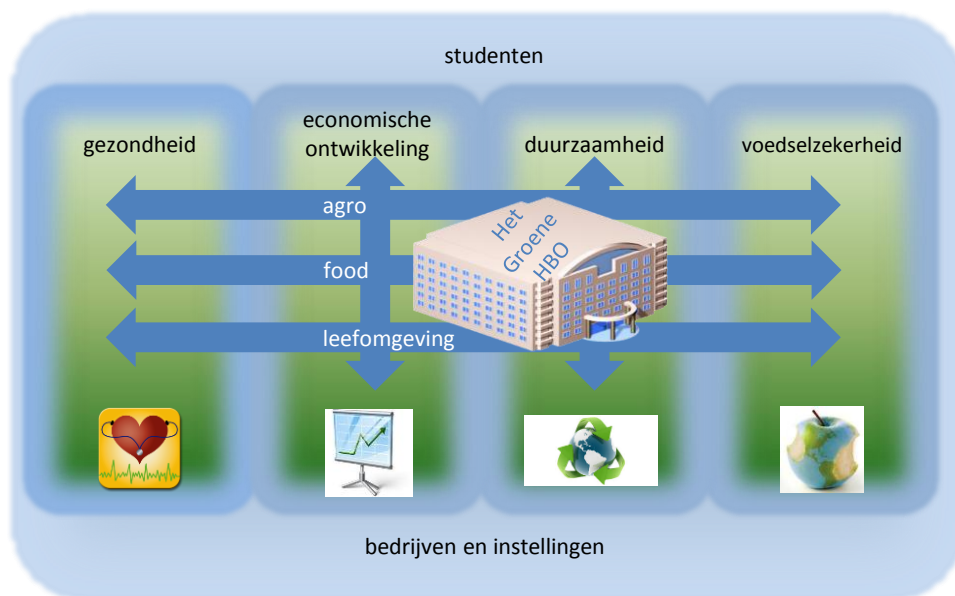 studenten
gezondheid
economische
ontwikkeling
duurzaamheid
voedselzekerheid
agro
food
leefomgeving
Het
Groene
HBO
bedrijven en instellingen